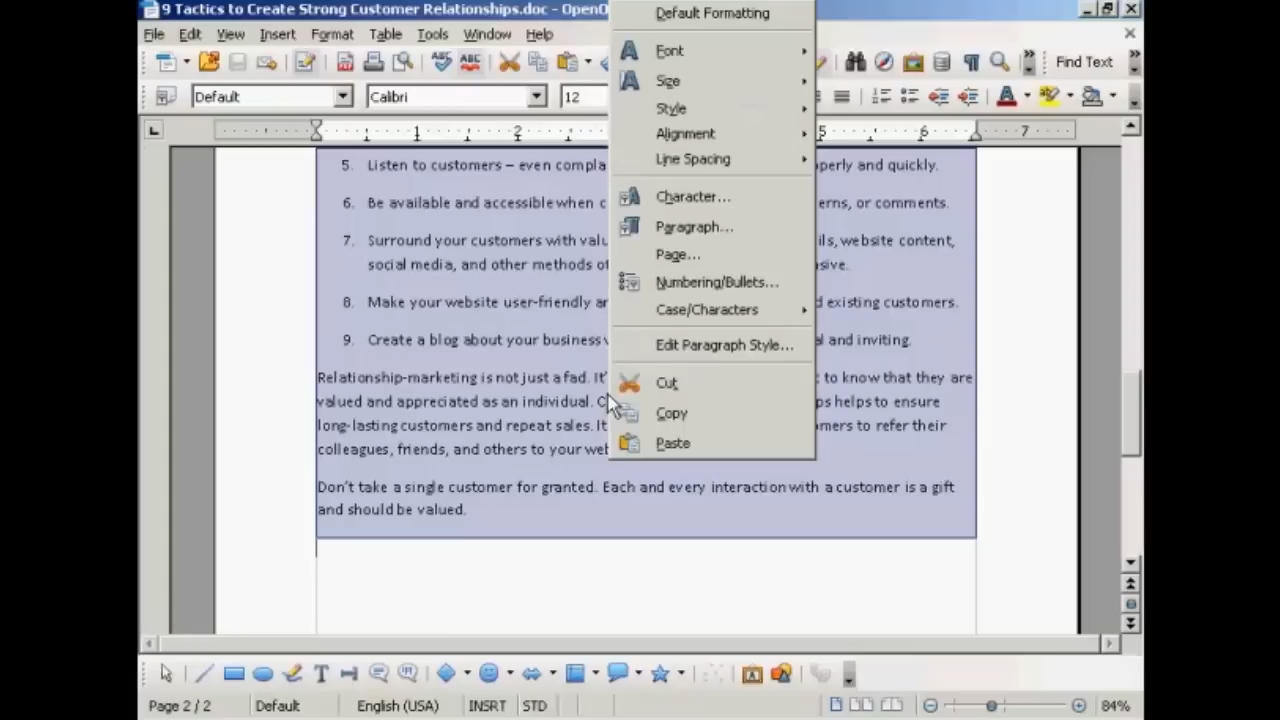 9 Tactics to Create Strong Customer Relationships.doc - OpenO
File Edit View Insert Format Table Tools Window Help
Find Text
Default Calibri 12
1 2 5 6 7
5. Listen to customers – even compla perly and quickly.
6. Be available and accessible when c erns, or comments.
7. Surround your customers with valu ils, website content,
social media, and other methods of sive.
8. Make your website user-friendly an d existing customers.
9. Create a blog about your business v al and inviting.
Relationship-marketing is not just a fad. It' t to know that they are
valued and appreciated as an individual. C ps helps to ensure
long-lasting customers and repeat sales. It omers to refer their
colleagues, friends, and others to your web
Don't take a single customer for granted. Each and every interaction with a customer is a gift
and should be valued.
Default Formatting
Font
Size
Style
Alignment
Line Spacing
Character...
Paragraph...
Page...
Numbering/Bullets...
Case/Characters
Edit Paragraph Style...
Cut
Copy
Paste
Page 2 / 2 Default English (USA) INSRT STD 84%